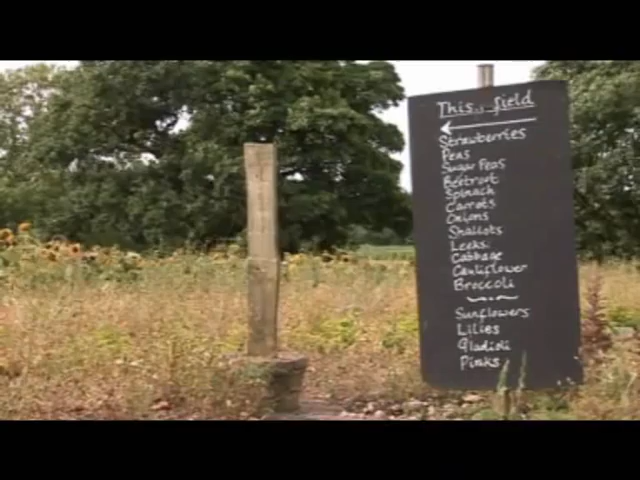 This field
Strawberries
Peas
Sugar Peas
Beetroot
Spinach
Carrots
Onions
Shallots
Leeks
Cabbage
Cauliflower
Broccoli
Sunflowers
Lilies
Gladioli
Pinks